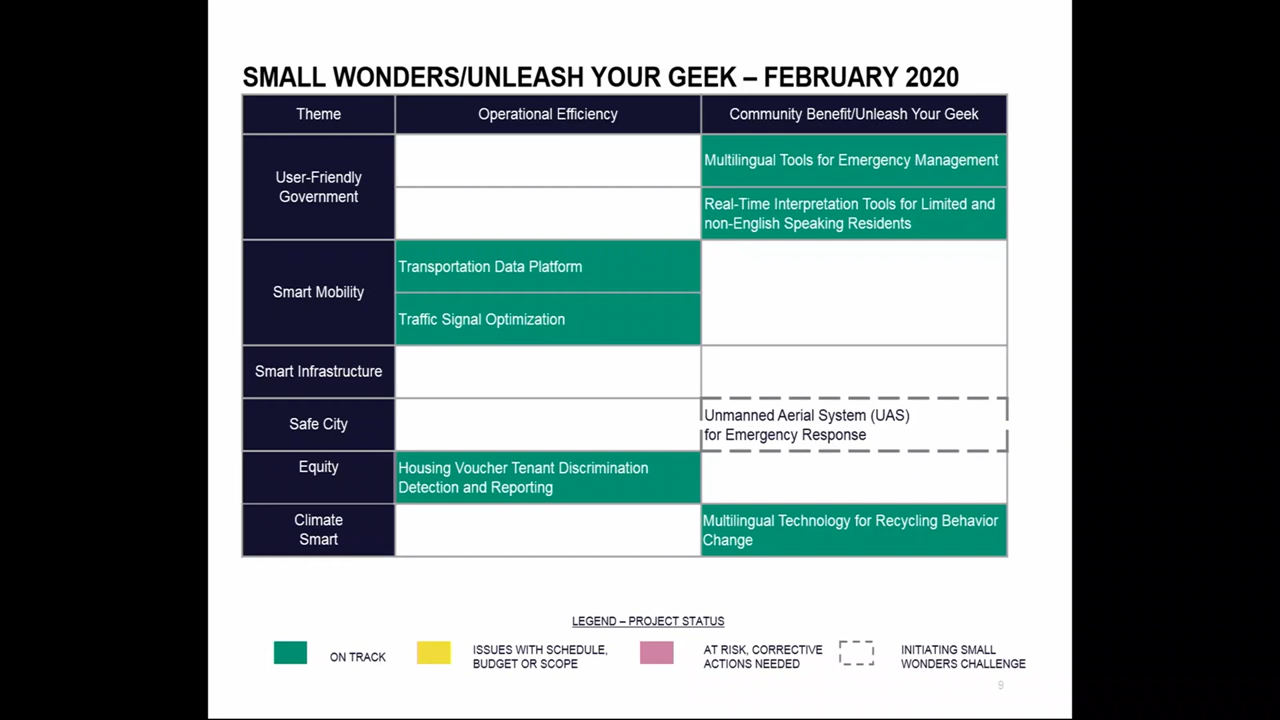 SMALL WONDERS/UNLEASH YOUR GEEK – FEBRUARY 2020
Theme
Operational Efficiency
Community Benefit/Unleash Your Geek
User-Friendly
Government
Multilingual Tools for Emergency Management
Real-Time Interpretation Tools for Limited and
non-English Speaking Residents
Smart Mobility
Transportation Data Platform
Traffic Signal Optimization
Smart Infrastructure
Safe City
Unmanned Aerial System (UAS)
for Emergency Response
Equity
Housing Voucher Tenant Discrimination
Detection and Reporting
Climate
Smart
Multilingual Technology for Recycling Behavior
Change
LEGEND – PROJECT STATUS
ON TRACK
ISSUES WITH SCHEDULE,
BUDGET OR SCOPE
AT RISK, CORRECTIVE
ACTIONS NEEDED
INITIATING SMALL
WONDERS CHALLENGE
9